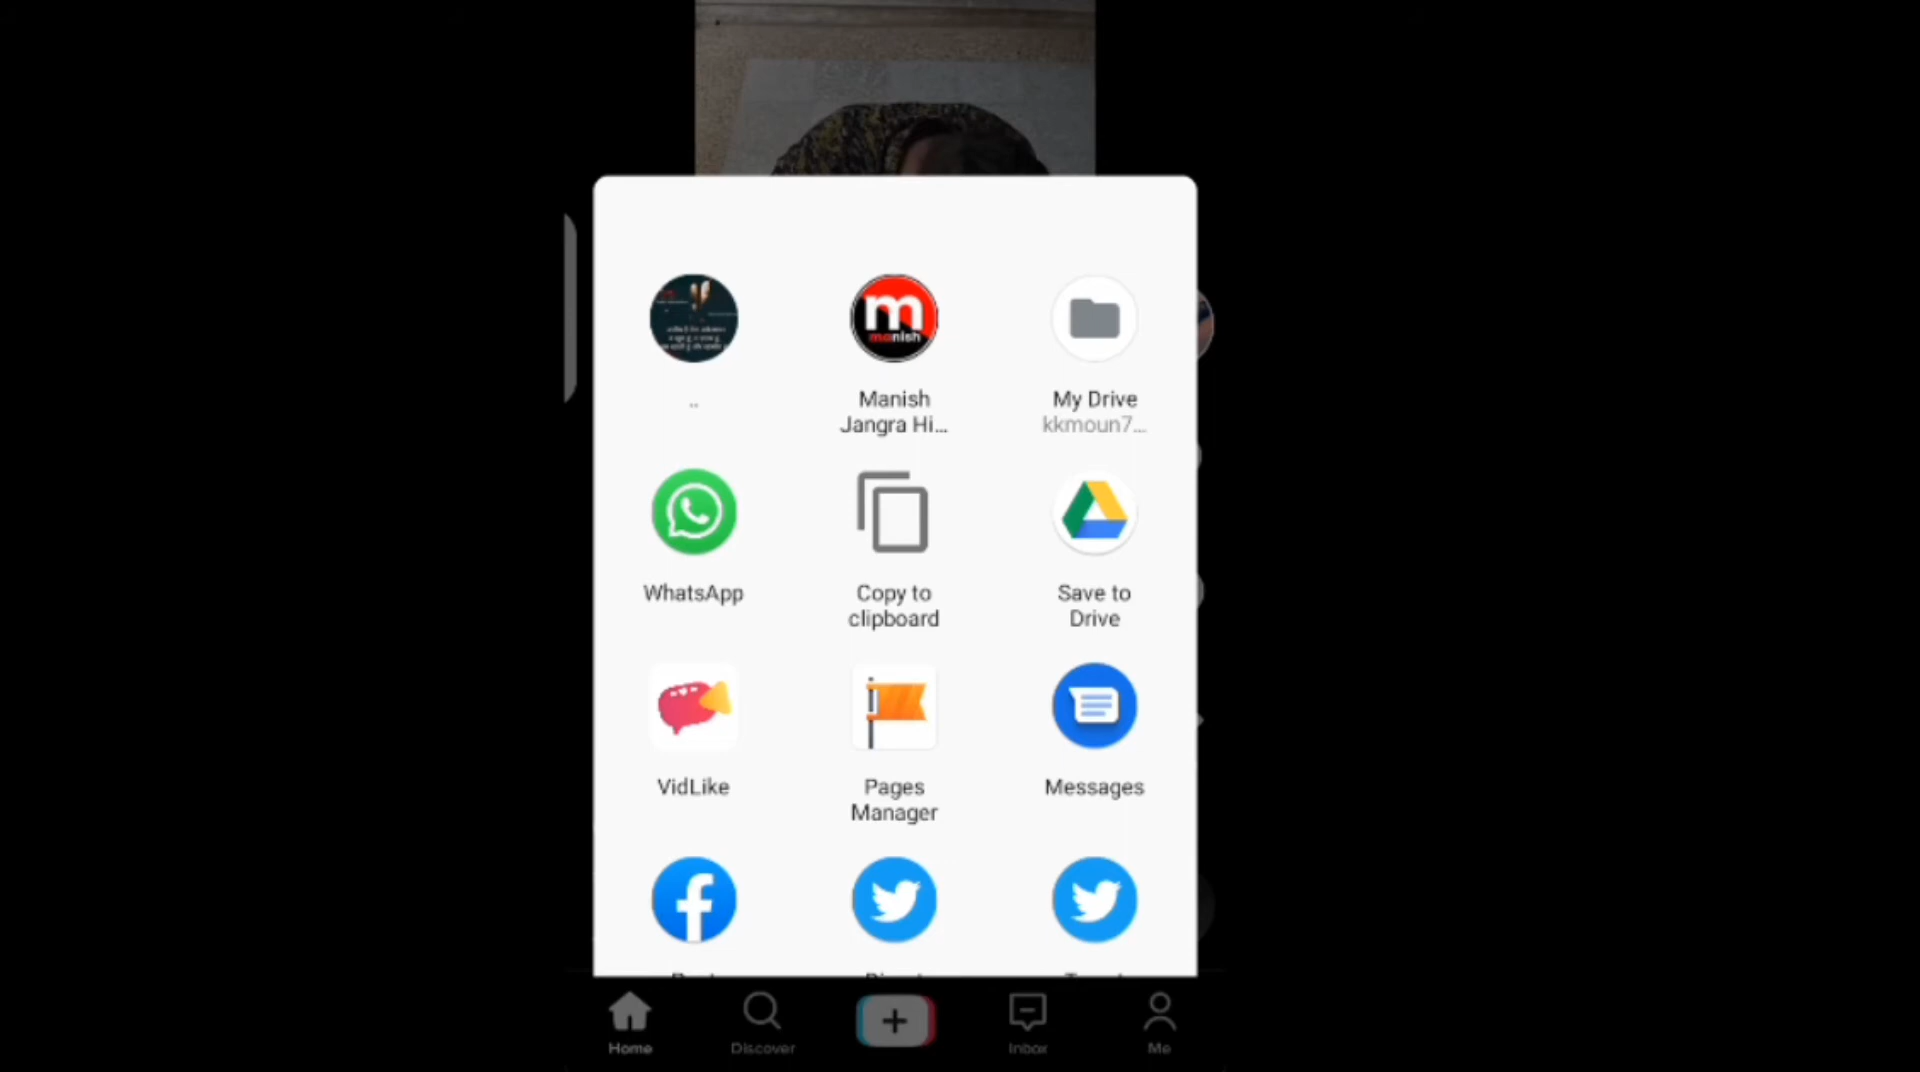 m
manish
..
Manish
Jangra Hi...
My Drive
kkmoun7...
WhatsApp
Copy to
clipboard
Save to
Drive
VidLike
Pages
Manager
Messages
Home
Discover
Inbox
Me